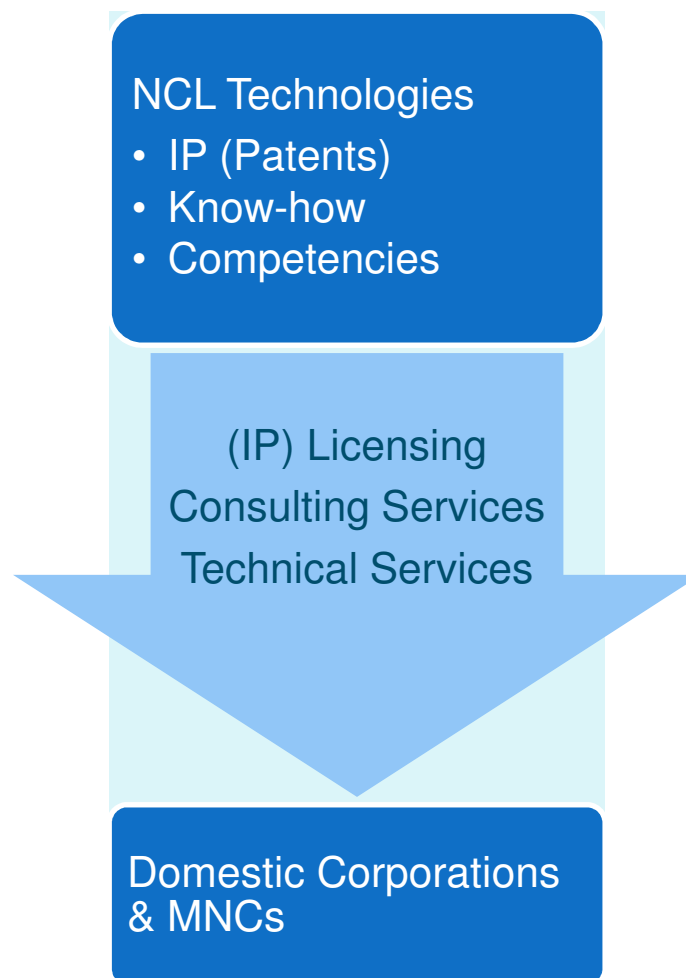 NCL Technologies
• IP (Patents)
• Know-how
• Competencies
(IP) Licensing
Consulting Services
Technical Services
Domestic Corporations
& MNCs